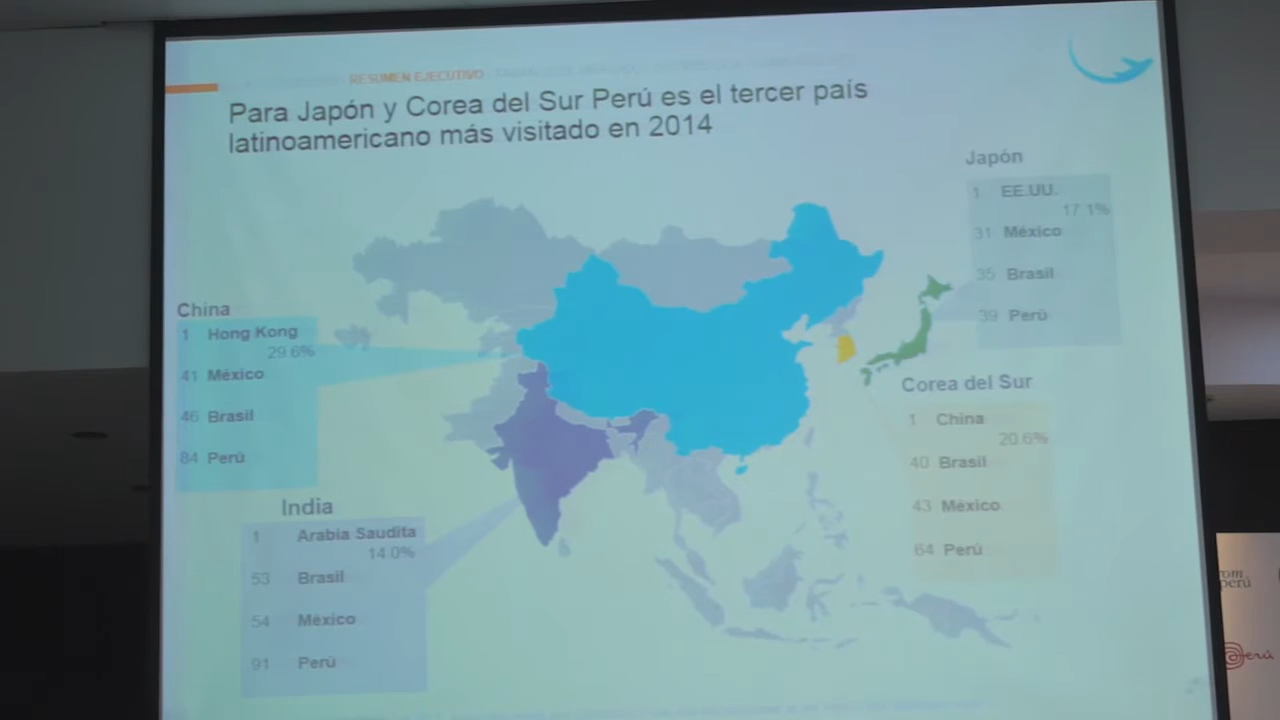 RESUMEN EJECUTIVO
Para Japón y Corea del Sur Perú es el tercer país
latinoamericano más visitado en 2014
Japón
1 EE.UU.
17.1%
31 México
35 Brasil
39 Perú
China
1 Hong Kong
29.6%
41 México
46 Brasil
84 Perú
Corea del Sur
1 China
20.6%
40 Brasil
43 México
64 Perú
India
1 Arabia Saudita
14.0%
53 Brasil
54 México
91 Perú
perú
Perú